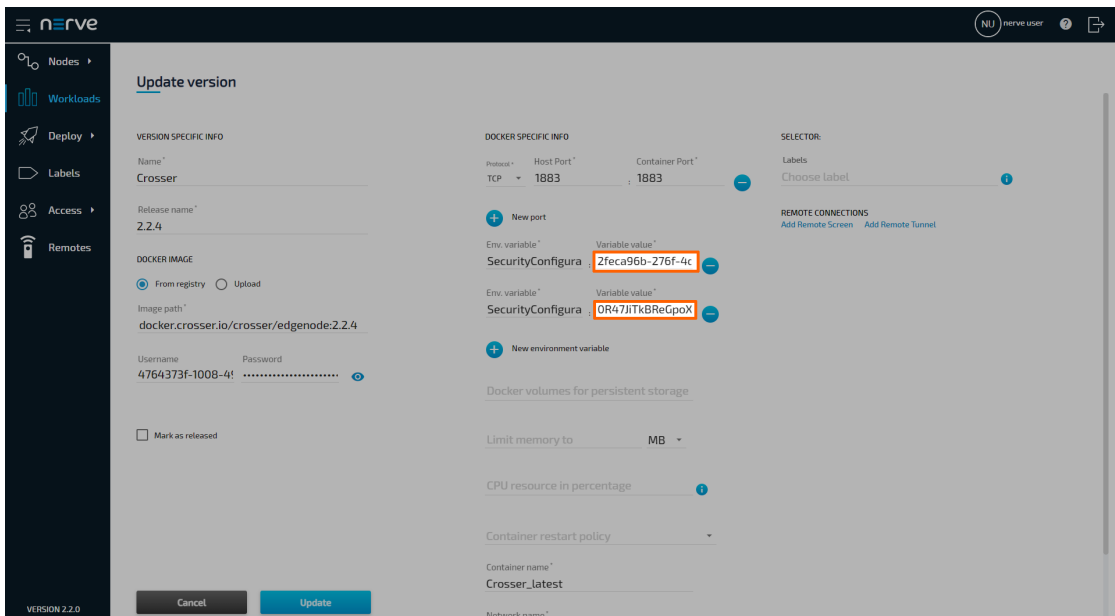 nerve
NU nerve user
Nodes
Workloads
Deploy
Labels
Access
Remotes
VERSION 2.2.0
Update version
VERSION SPECIFIC INFO
Name*
Crosser
Release name*
2.2.4
DOCKER IMAGE
From registry Upload
Image path*
docker.crosser.io/crosser/edgenode:2.2.4
Username Password
4764373f-1008-49 ••••••••••••••••••••••
Mark as released
Cancel Update
DOCKER SPECIFIC INFO
Protocol* Host Port* Container Port*
TCP 1883 : 1883
New port
Env. variable* Variable value*
SecurityConfigura : 2feca96b-276f-4c
Env. variable* Variable value*
SecurityConfigura : 0R47JiTkBReGpoX
New environment variable
Docker volumes for persistent storage
Limit memory to MB
CPU resource in percentage
Container restart policy
Container name*
Crosser_latest
Network name*
SELECTOR:
Labels
Choose label
REMOTE CONNECTIONS
Add Remote Screen Add Remote Tunnel